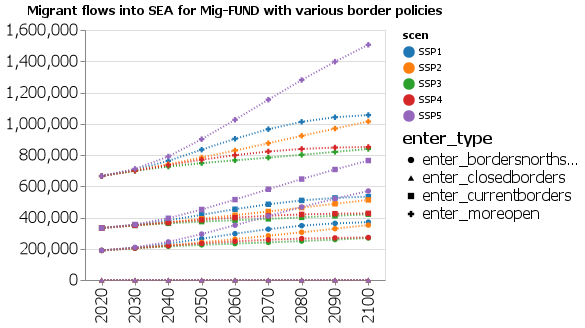 Migrant flows into SEA for Mig-FUND with various border policies
1,600,000
1,400,000
1,200,000
1,000,000
800,000
600,000
400,000
200,000
0
2020
2030
2040
2050
2060
2070
2080
2090
2100
scen
SSP1
SSP2
SSP3
SSP4
SSP5
enter_type
enter_bordersnorths...
enter_closedborders
enter_currentborders
enter_moreopen